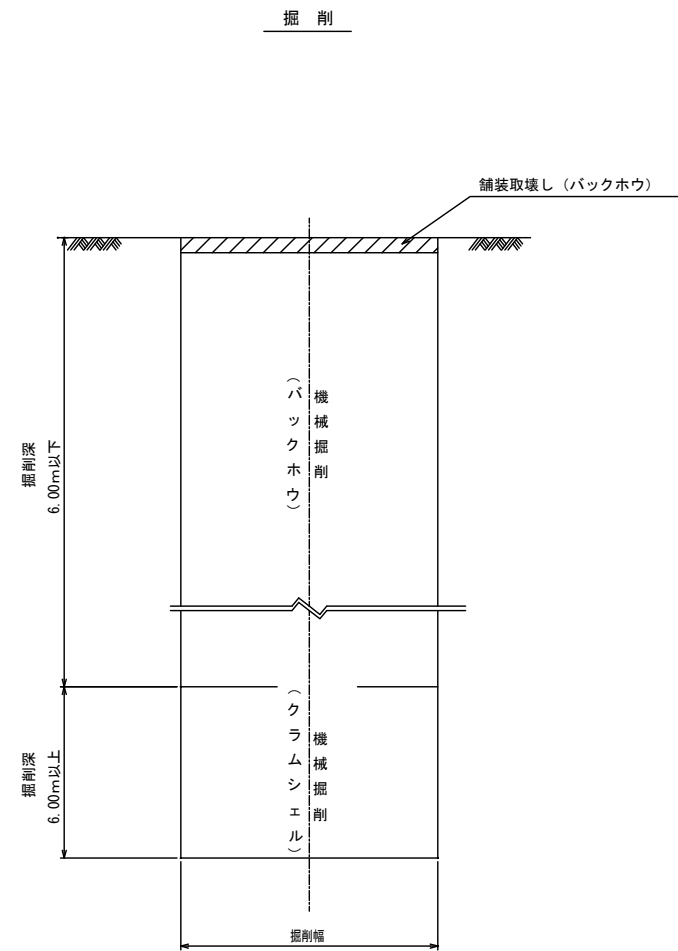 掘 削
舗装取壊し（バックホウ）
機械掘削
（バックホウ）
掘削深
6.00m以下
機械掘削
（クラムシェル）
掘削深
6.00m以上
掘削幅